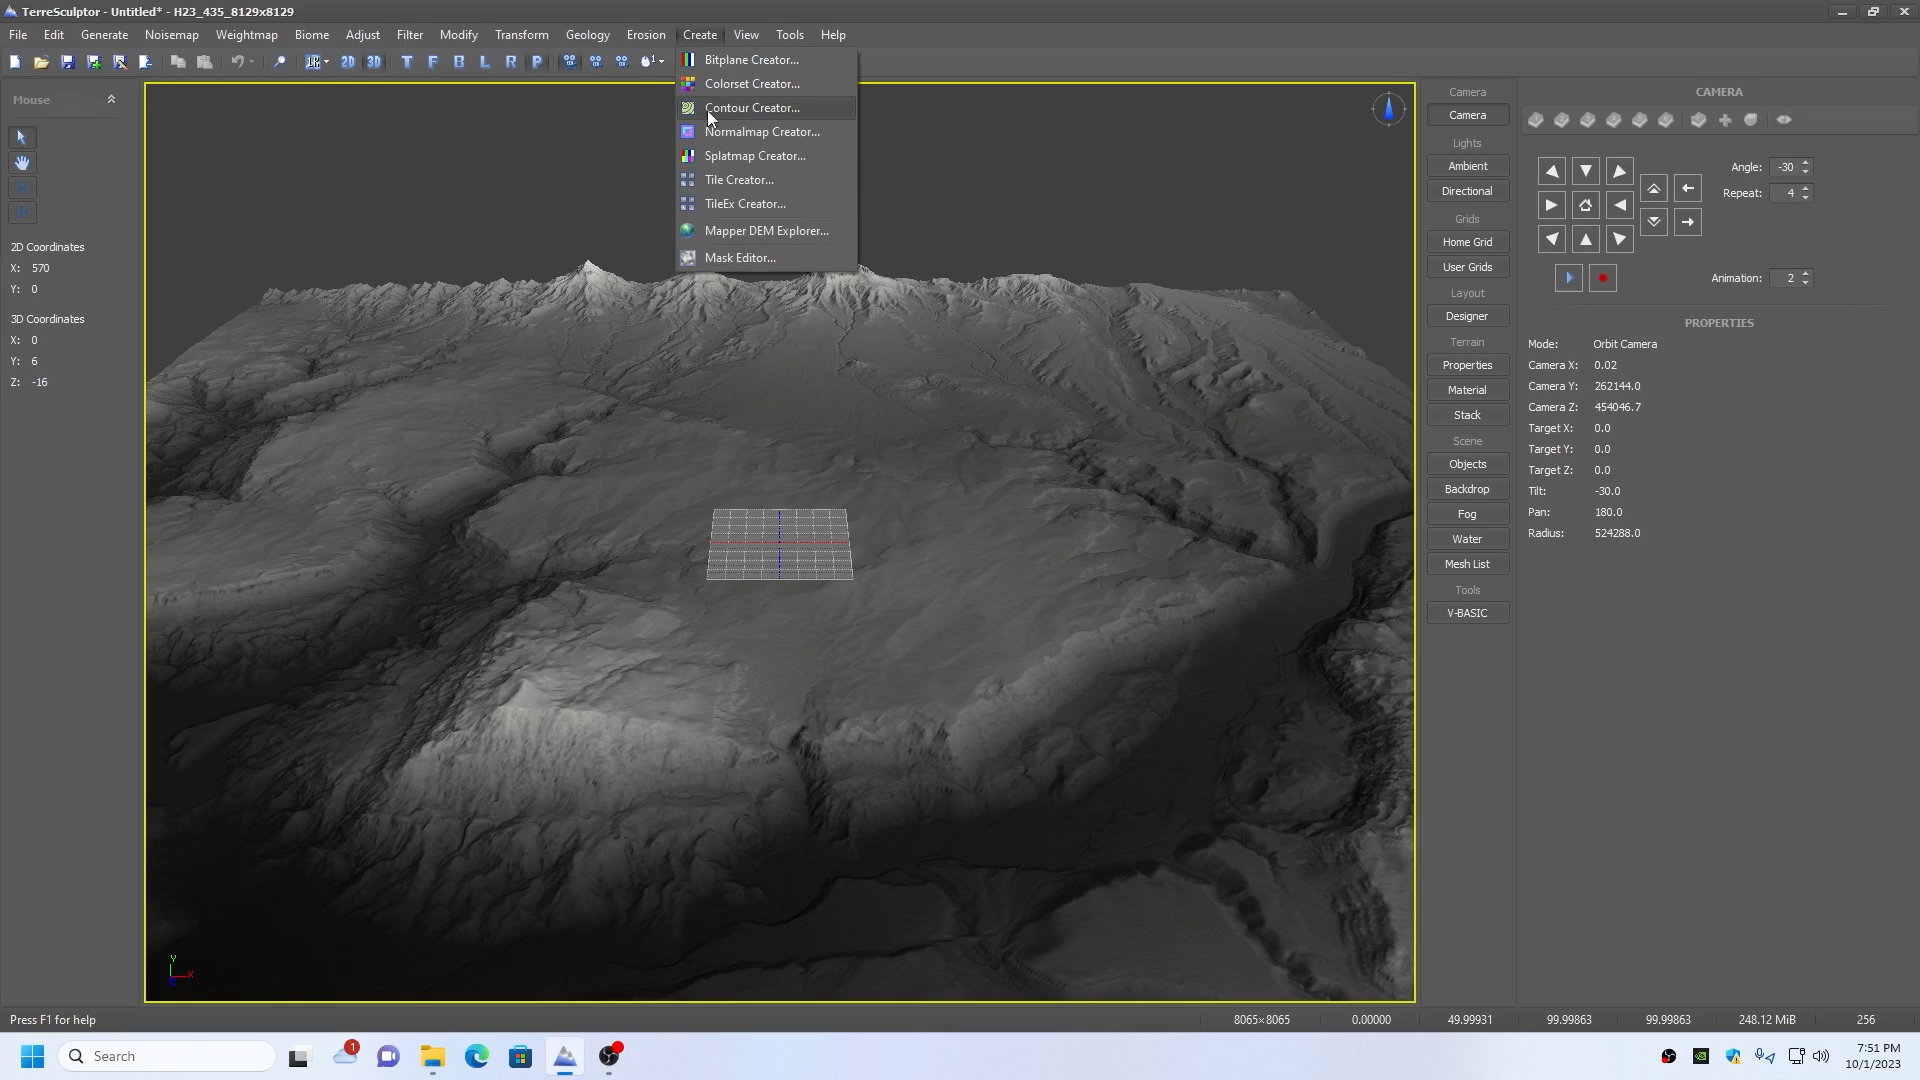 TerreSculptor - Untitled* - H23_435_8129x8129
File Edit Generate Noisemap Weightmap Biome Adjust Filter Modify Transform Geology Erosion Create View Tools Help
2D 3D T F B L R P 1
Bitplane Creator...
Colorset Creator...
Contour Creator...
Normalmap Creator...
Splatmap Creator...
Tile Creator...
TileEx Creator...
Mapper DEM Explorer...
Mask Editor...
Mouse
2D Coordinates
X: 570
Y: 0
3D Coordinates
X: 0
Y: 6
Z: -16
Y
X
Camera
Camera
Lights
Ambient
Directional
Grids
Home Grid
User Grids
Layout
Designer
Terrain
Properties
Material
Stack
Scene
Objects
Backdrop
Fog
Water
Mesh List
Tools
V-BASIC
CAMERA
Angle: -30
Repeat: 4
Animation: 2
PROPERTIES
Mode: Orbit Camera
Camera X: 0.02
Camera Y: 262144.0
Camera Z: 454046.7
Target X: 0.0
Target Y: 0.0
Target Z: 0.0
Tilt: -30.0
Pan: 180.0
Radius: 524288.0
Press F1 for help
8065×8065 0.00000 49.99931 99.99863 99.99863 248.12 MiB 256
Search
1
7:51 PM
10/1/2023